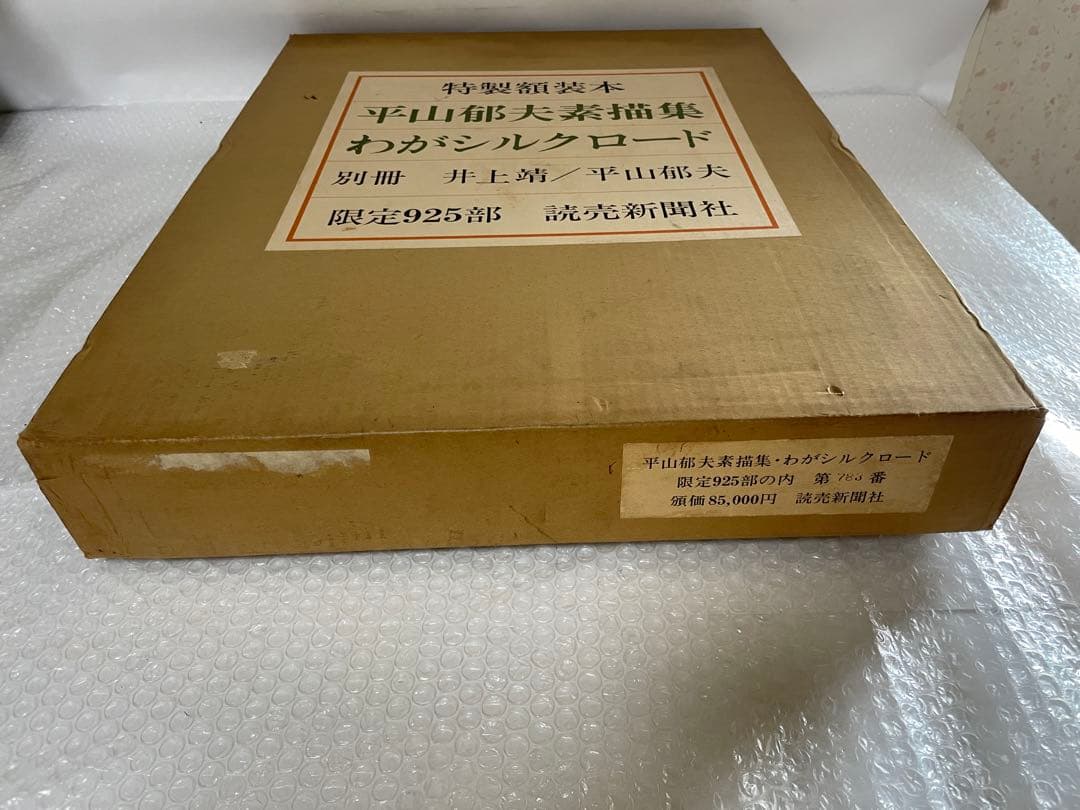 特製額装本
平山郁夫素描集
わがシルクロード
別冊 井上靖/平山郁夫
限定925部 読売新聞社
平山郁夫素描集・わがシルクロード
限定925部の内 第 番
頒価85,000円 読売新聞社